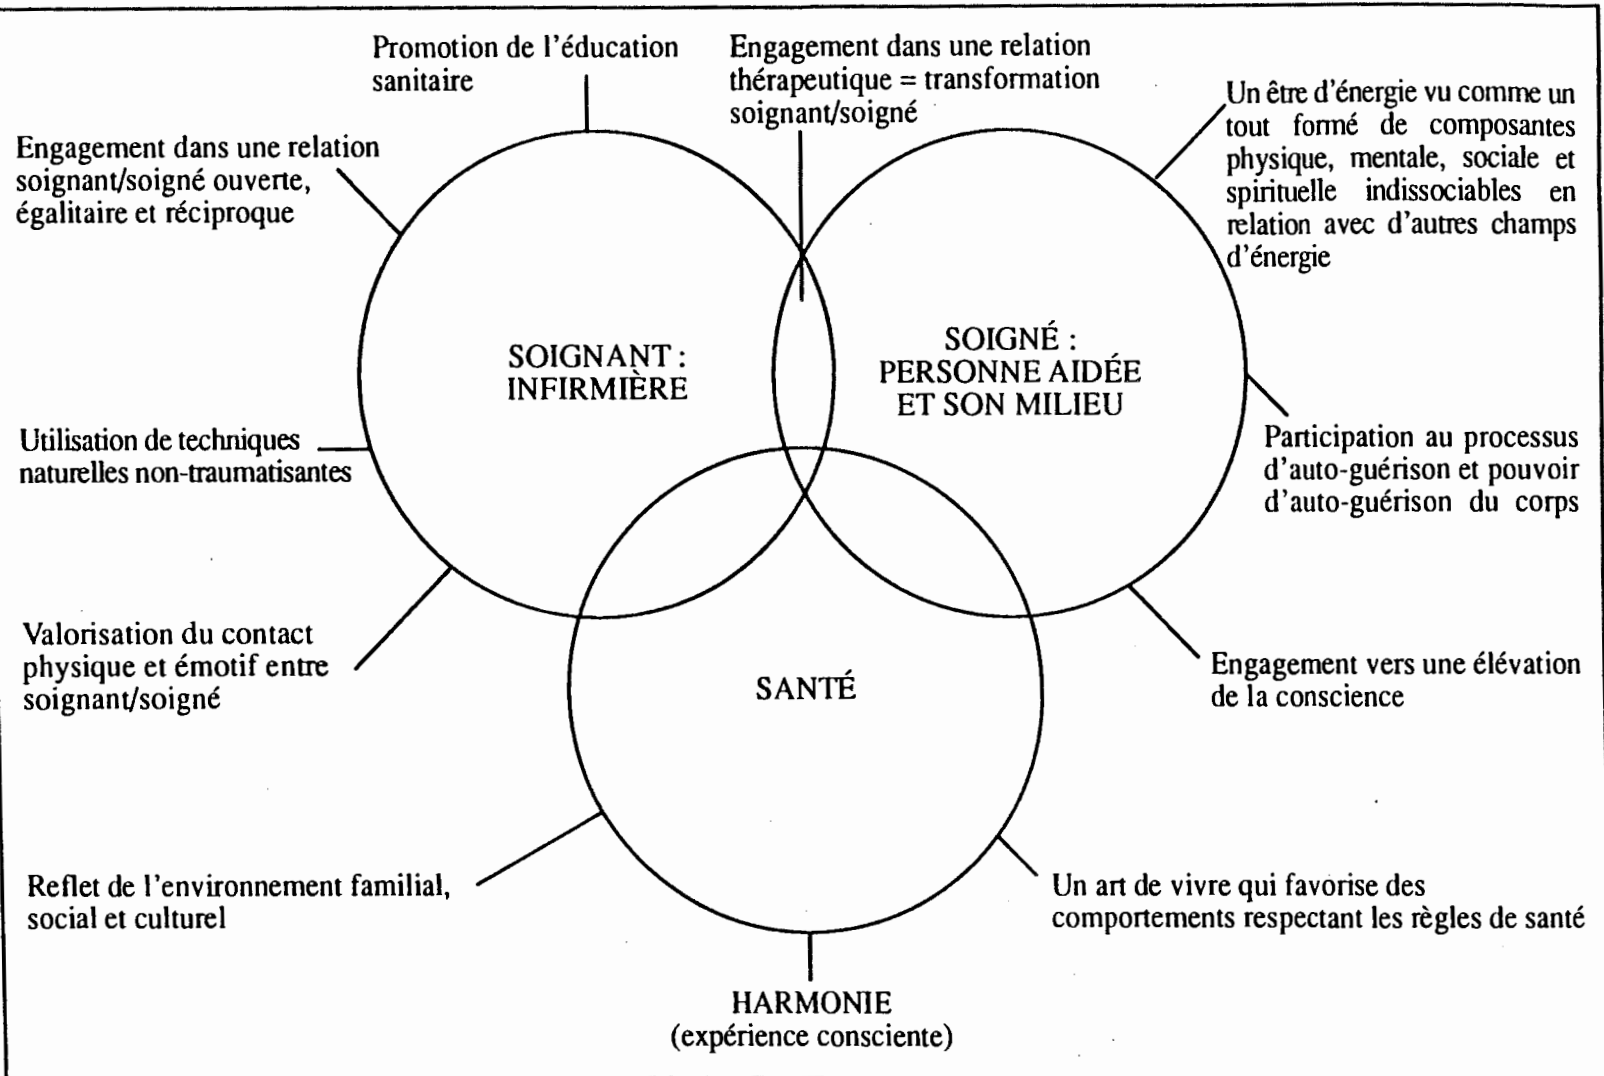 Promotion de l'éducation
sanitaire
Engagement dans une relation
thérapeutique = transformation
soignant/soigné
Un être d'énergie vu comme un
tout formé de composantes
physique, mentale, sociale et
spirituelle indissociables en
relation avec d'autres champs
d'énergie
Engagement dans une relation
soignant/soigné ouverte,
égalitaire et réciproque
SOIGNANT :
INFIRMIÈRE
SOIGNÉ :
PERSONNE AIDÉE
ET SON MILIEU
Utilisation de techniques
naturelles non-traumatisantes
Participation au processus
d'auto-guérison et pouvoir
d'auto-guérison du corps
Valorisation du contact
physique et émotif entre
soignant/soigné
SANTÉ
Engagement vers une élévation
de la conscience
Reflet de l'environnement familial,
social et culturel
Un art de vivre qui favorise des
comportements respectant les règles de santé
HARMONIE
(expérience consciente)